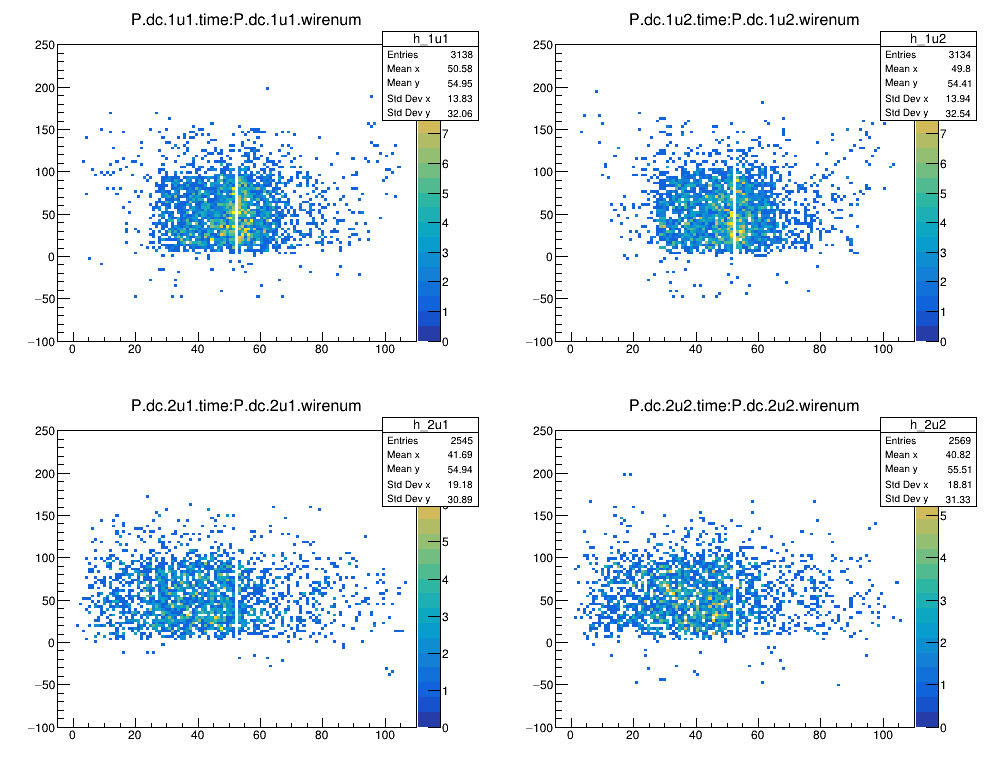 P.dc.1u1.time:P.dc.1u1.wirenum
h_1u1
Entries 3138
Mean x 50.58
Mean y 54.95
Std Dev x 13.83
Std Dev y 32.06
250
200
150
100
50
0
−50
−100
0 20 40 60 80 100
7
6
5
4
3
2
1
0
P.dc.1u2.time:P.dc.1u2.wirenum
h_1u2
Entries 3134
Mean x 49.8
Mean y 54.41
Std Dev x 13.94
Std Dev y 32.54
250
200
150
100
50
0
−50
−100
0 20 40 60 80 100
7
6
5
4
3
2
1
0
P.dc.2u1.time:P.dc.2u1.wirenum
h_2u1
Entries 2545
Mean x 41.69
Mean y 54.94
Std Dev x 19.18
Std Dev y 30.89
250
200
150
100
50
0
−50
−100
0 20 40 60 80 100
5
4
3
2
1
0
P.dc.2u2.time:P.dc.2u2.wirenum
h_2u2
Entries 2569
Mean x 40.82
Mean y 55.51
Std Dev x 18.81
Std Dev y 31.33
250
200
150
100
50
0
−50
−100
0 20 40 60 80 100
5
4
3
2
1
0